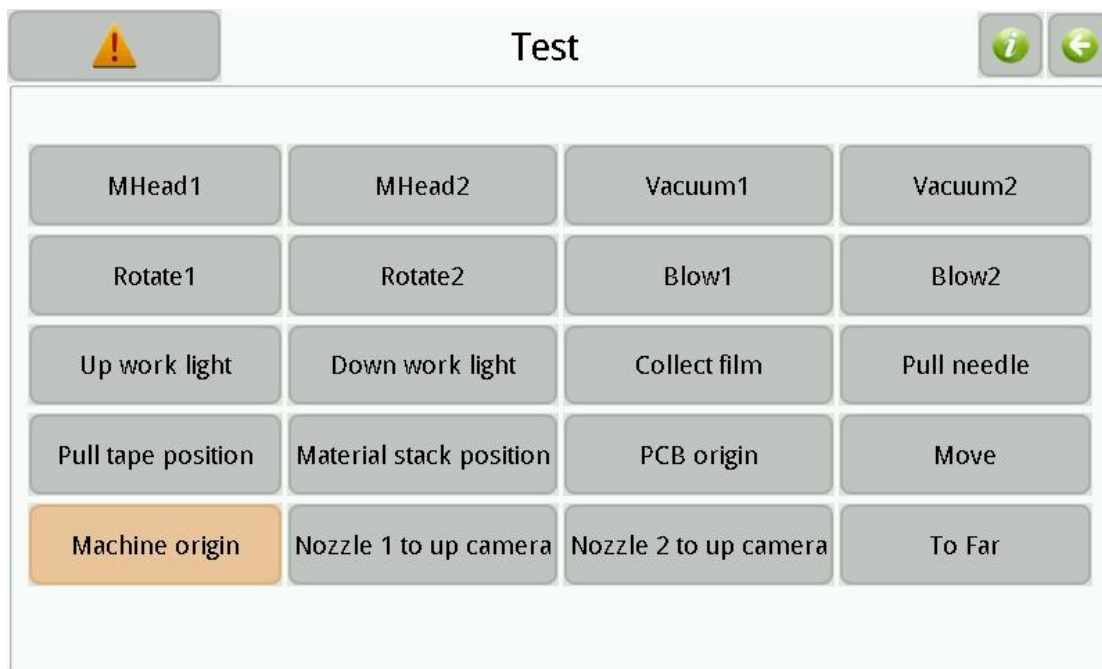 Test
MHead1 MHead2 Vacuum1 Vacuum2
Rotate1 Rotate2 Blow1 Blow2
Up work light Down work light Collect film Pull needle
Pull tape position Material stack position PCB origin Move
Machine origin Nozzle 1 to up camera Nozzle 2 to up camera To Far